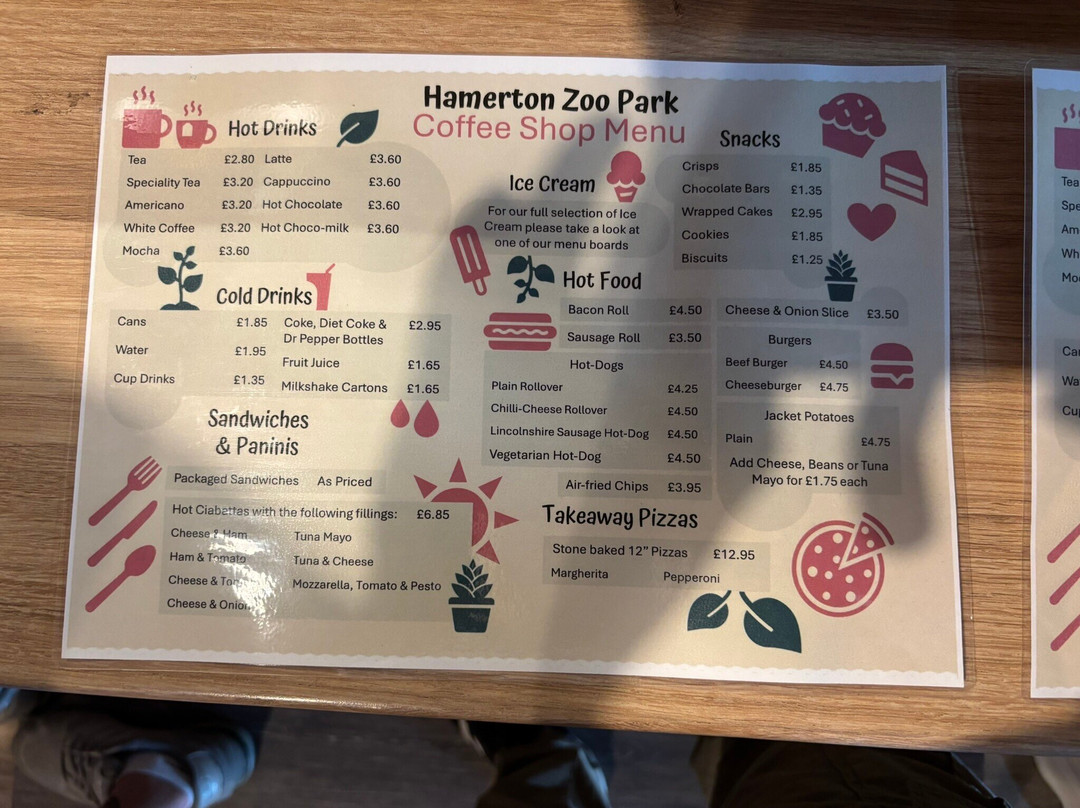 Hamerton Zoo Park
Coffee Shop Menu
Hot Drinks
Tea £2.80 Latte £3.60
Speciality Tea £3.20 Cappuccino £3.60
Americano £3.20 Hot Chocolate £3.60
White Coffee £3.20 Hot Choco-milk £3.60
Mocha £3.60
Cold Drinks
Cans £1.85
Water £1.95
Cup Drinks £1.35
Coke, Diet Coke &
Dr Pepper Bottles £2.95
Fruit Juice £1.65
Milkshake Cartons £1.65
Sandwiches
& Paninis
Packaged Sandwiches As Priced
Hot Ciabattas with the following fillings: £6.85
Cheese & Ham
Ham & Tomato
Cheese &
Cheese & Onion
Tuna Mayo
Tuna & Cheese
Mozzarella, Tomato & Pesto
Ice Cream
For our full selection of Ice
Cream please take a look at
one of our menu boards
Snacks
Crisps £1.85
Chocolate Bars £1.35
Wrapped Cakes £2.95
Cookies £1.85
Biscuits £1.25
Hot Food
Bacon Roll £4.50
Sausage Roll £3.50
Hot-Dogs
Plain Rollover £4.25
Chilli-Cheese Rollover £4.50
Lincolnshire Sausage Hot-Dog £4.50
Vegetarian Hot-Dog £4.50
Air-fried Chips £3.95
Cheese & Onion Slice £3.50
Burgers
Beef Burger £4.50
Cheeseburger £4.75
Jacket Potatoes
Plain £4.75
Add Cheese, Beans or Tuna
Mayo for £1.75 each
Takeaway Pizzas
Stone baked 12" Pizzas £12.95
Margherita Pepperoni
Tea